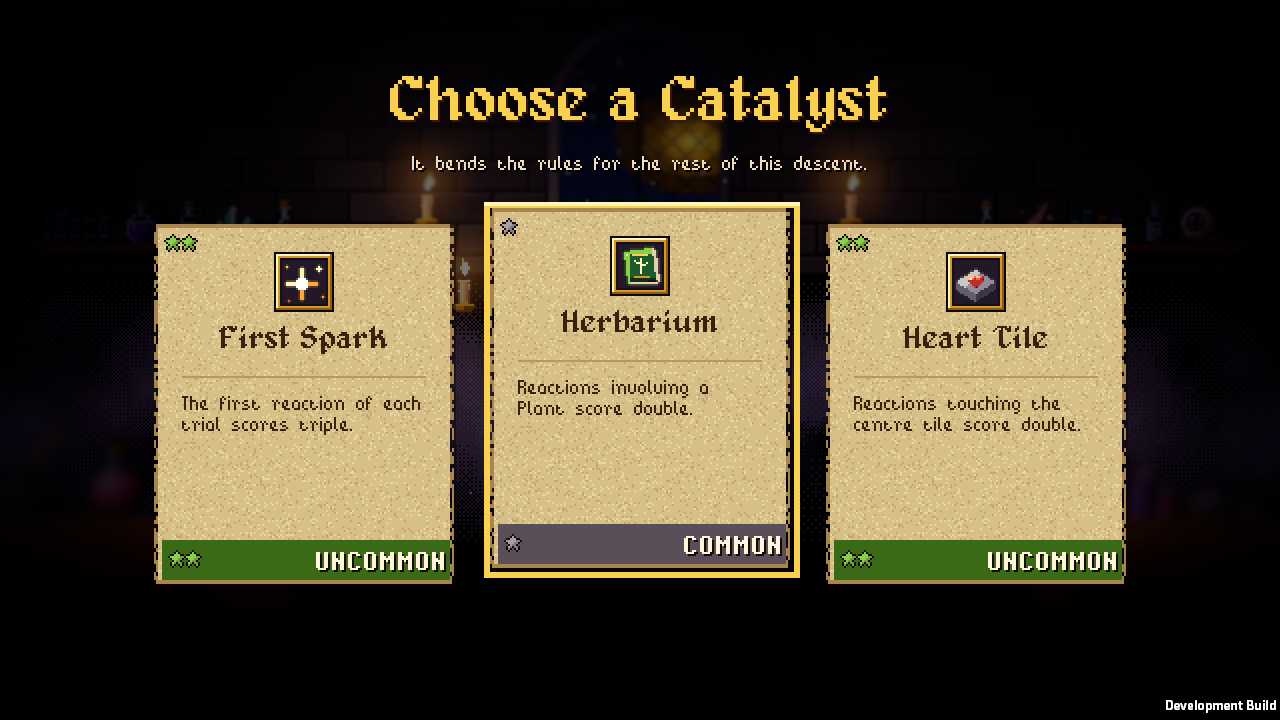 Choose a Catalyst
It bends the rules for the rest of this descent.
First Spark
The first reaction of each
trial scores triple.
UNCOMMON
Herbarium
Reactions involving a
Plant score double.
COMMON
Heart Tile
Reactions touching the
centre tile score double.
UNCOMMON
Development Build